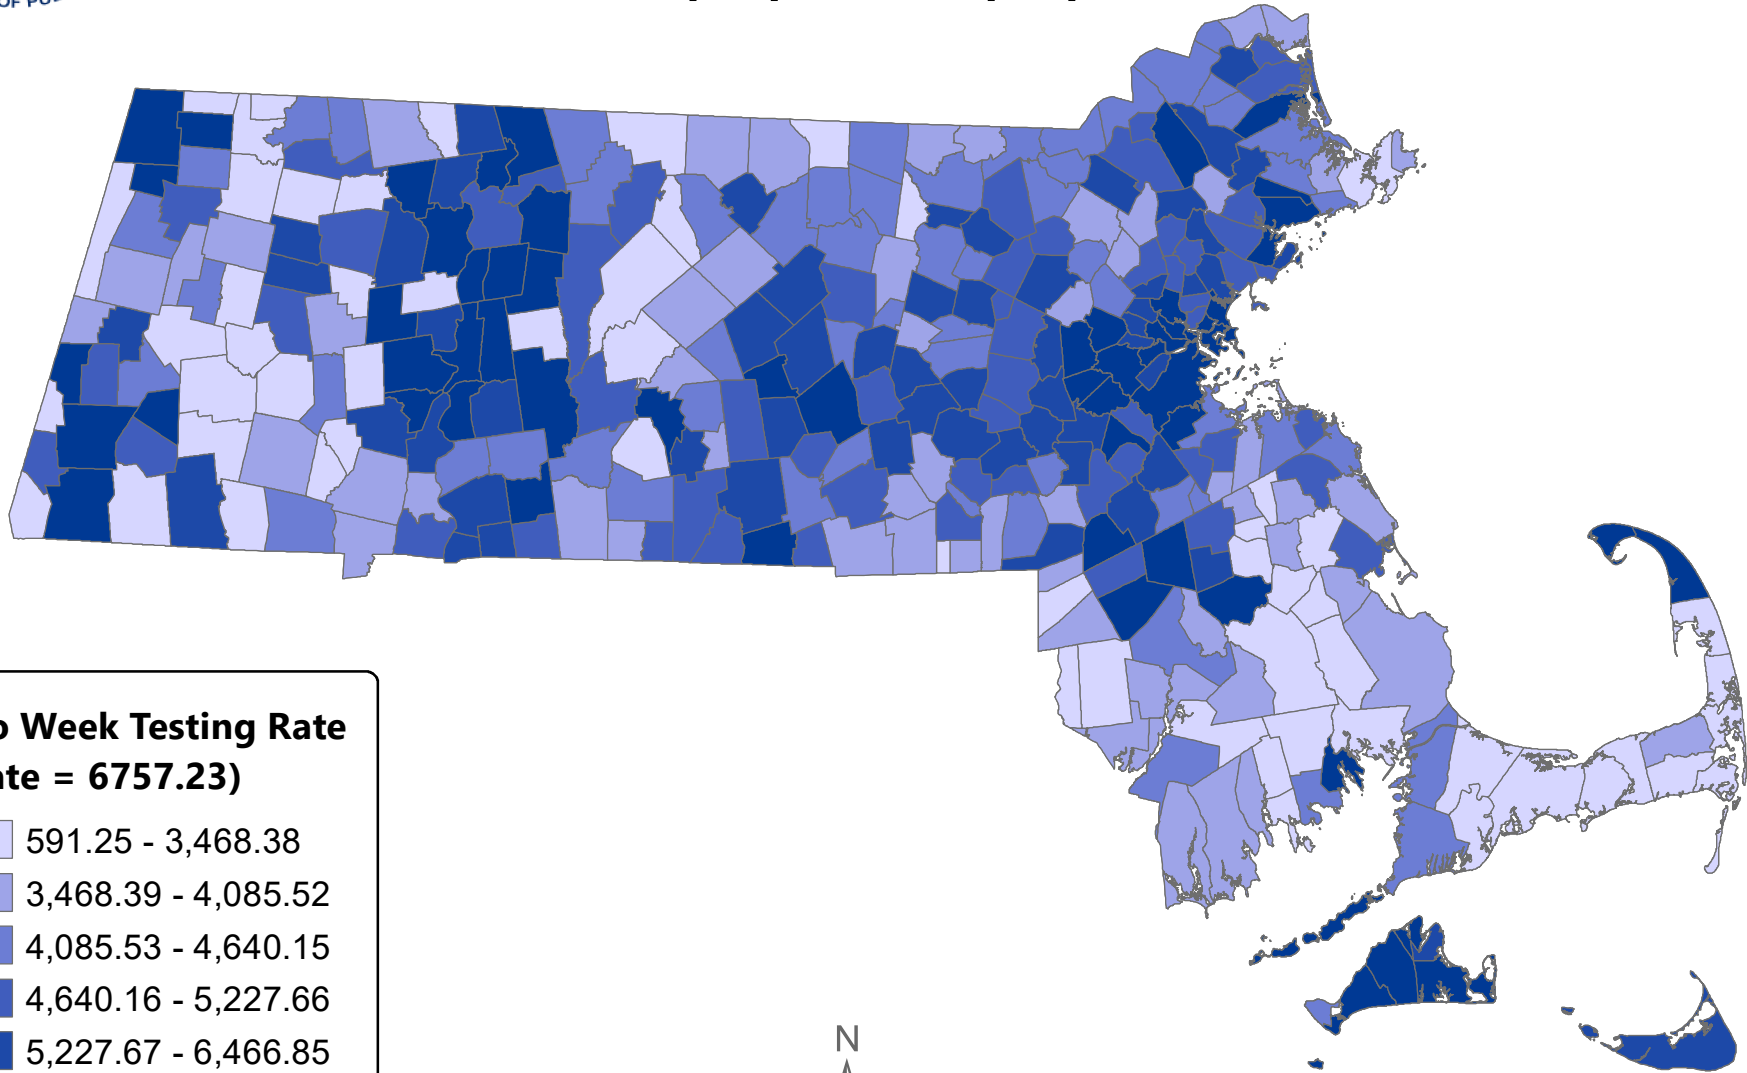 o Week Testing Rate
te = 6757.23)
591.25 - 3,468.38
3,468.39 - 4,085.52
4,085.53 - 4,640.15
4,640.16 - 5,227.66
5,227.67 - 6,466.85
N